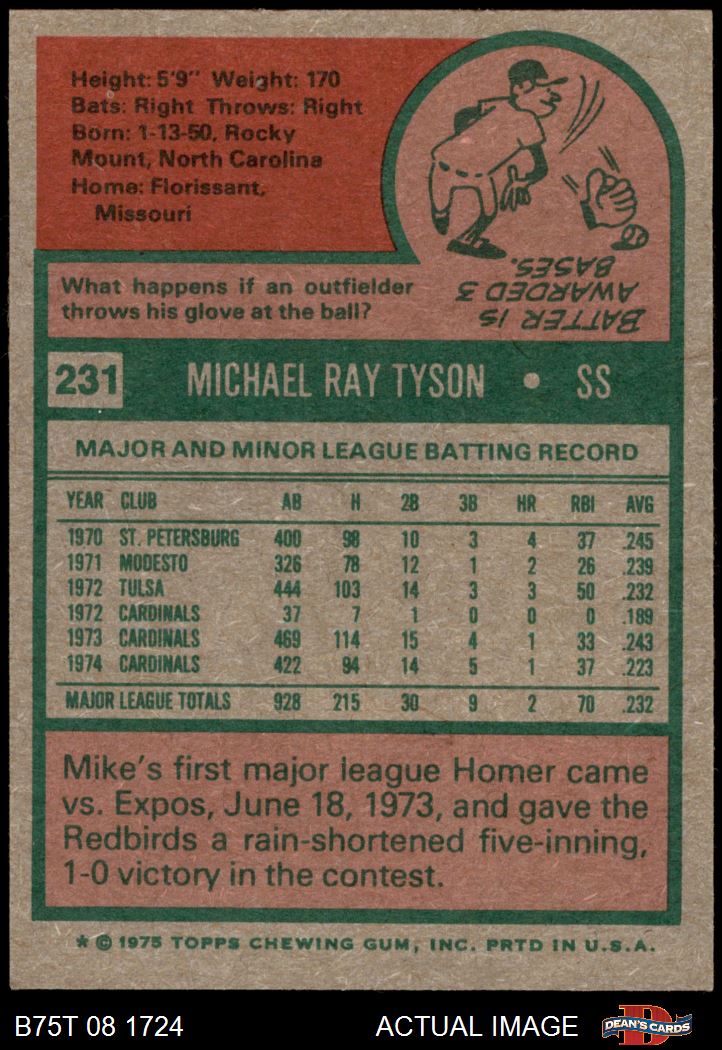 Height: 5'9" Weight: 170
Bats: Right Throws: Right
Born: 1-13-50, Rocky
Mount, North Carolina
Home: Florissant,
Missouri
What happens if an outfielder
throws his glove at the ball?
BATTER IS
AWARDED 3
BASES.
231 MICHAEL RAY TYSON • SS
MAJOR AND MINOR LEAGUE BATTING RECORD
YEAR CLUB AB H 2B 3B HR RBI AVG
1970 ST. PETERSBURG 400 98 10 3 4 37 .245
1971 MODESTO 326 78 12 1 2 26 .239
1972 TULSA 444 103 14 3 3 50 .232
1972 CARDINALS 37 7 1 0 0 0 .189
1973 CARDINALS 469 114 15 4 1 33 .243
1974 CARDINALS 422 94 14 5 1 37 .223
MAJOR LEAGUE TOTALS 928 215 30 9 2 70 .232
Mike's first major league Homer came
vs. Expos, June 18, 1973, and gave the
Redbirds a rain-shortened five-inning,
1-0 victory in the contest.
* © 1975 TOPPS CHEWING GUM, INC. PRTD IN U.S.A.
B75T 08 1724 ACTUAL IMAGE D DEAN'S CARDS